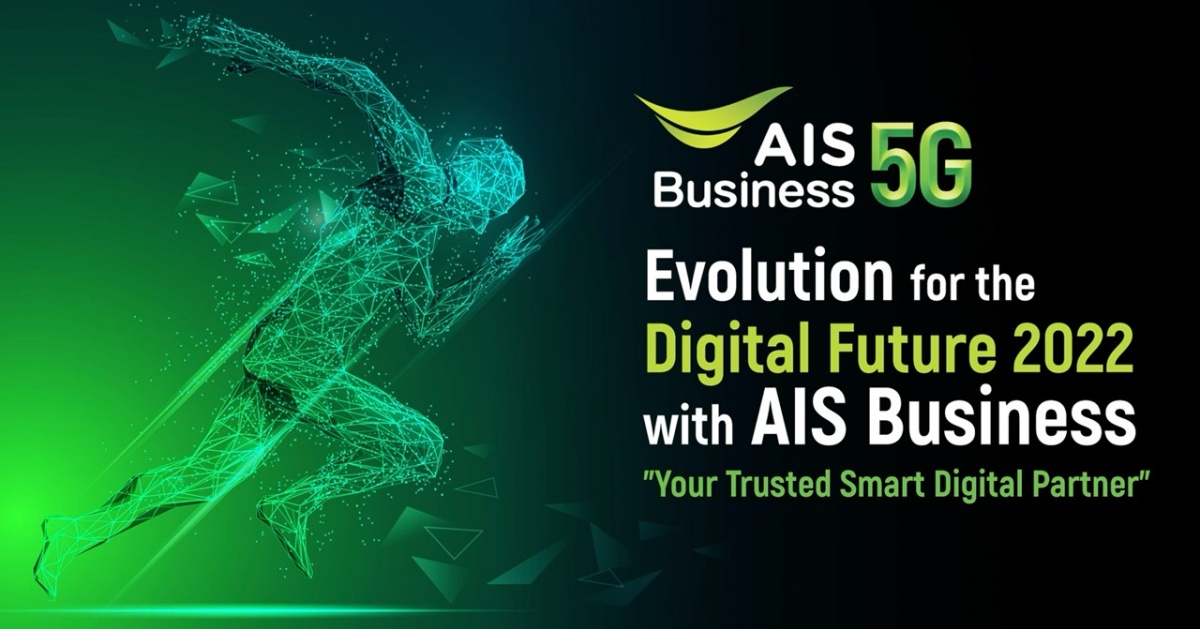 AIS 5G
Business
Evolution for the
Digital Future 2022
with AIS Business
"Your Trusted Smart Digital Partner"